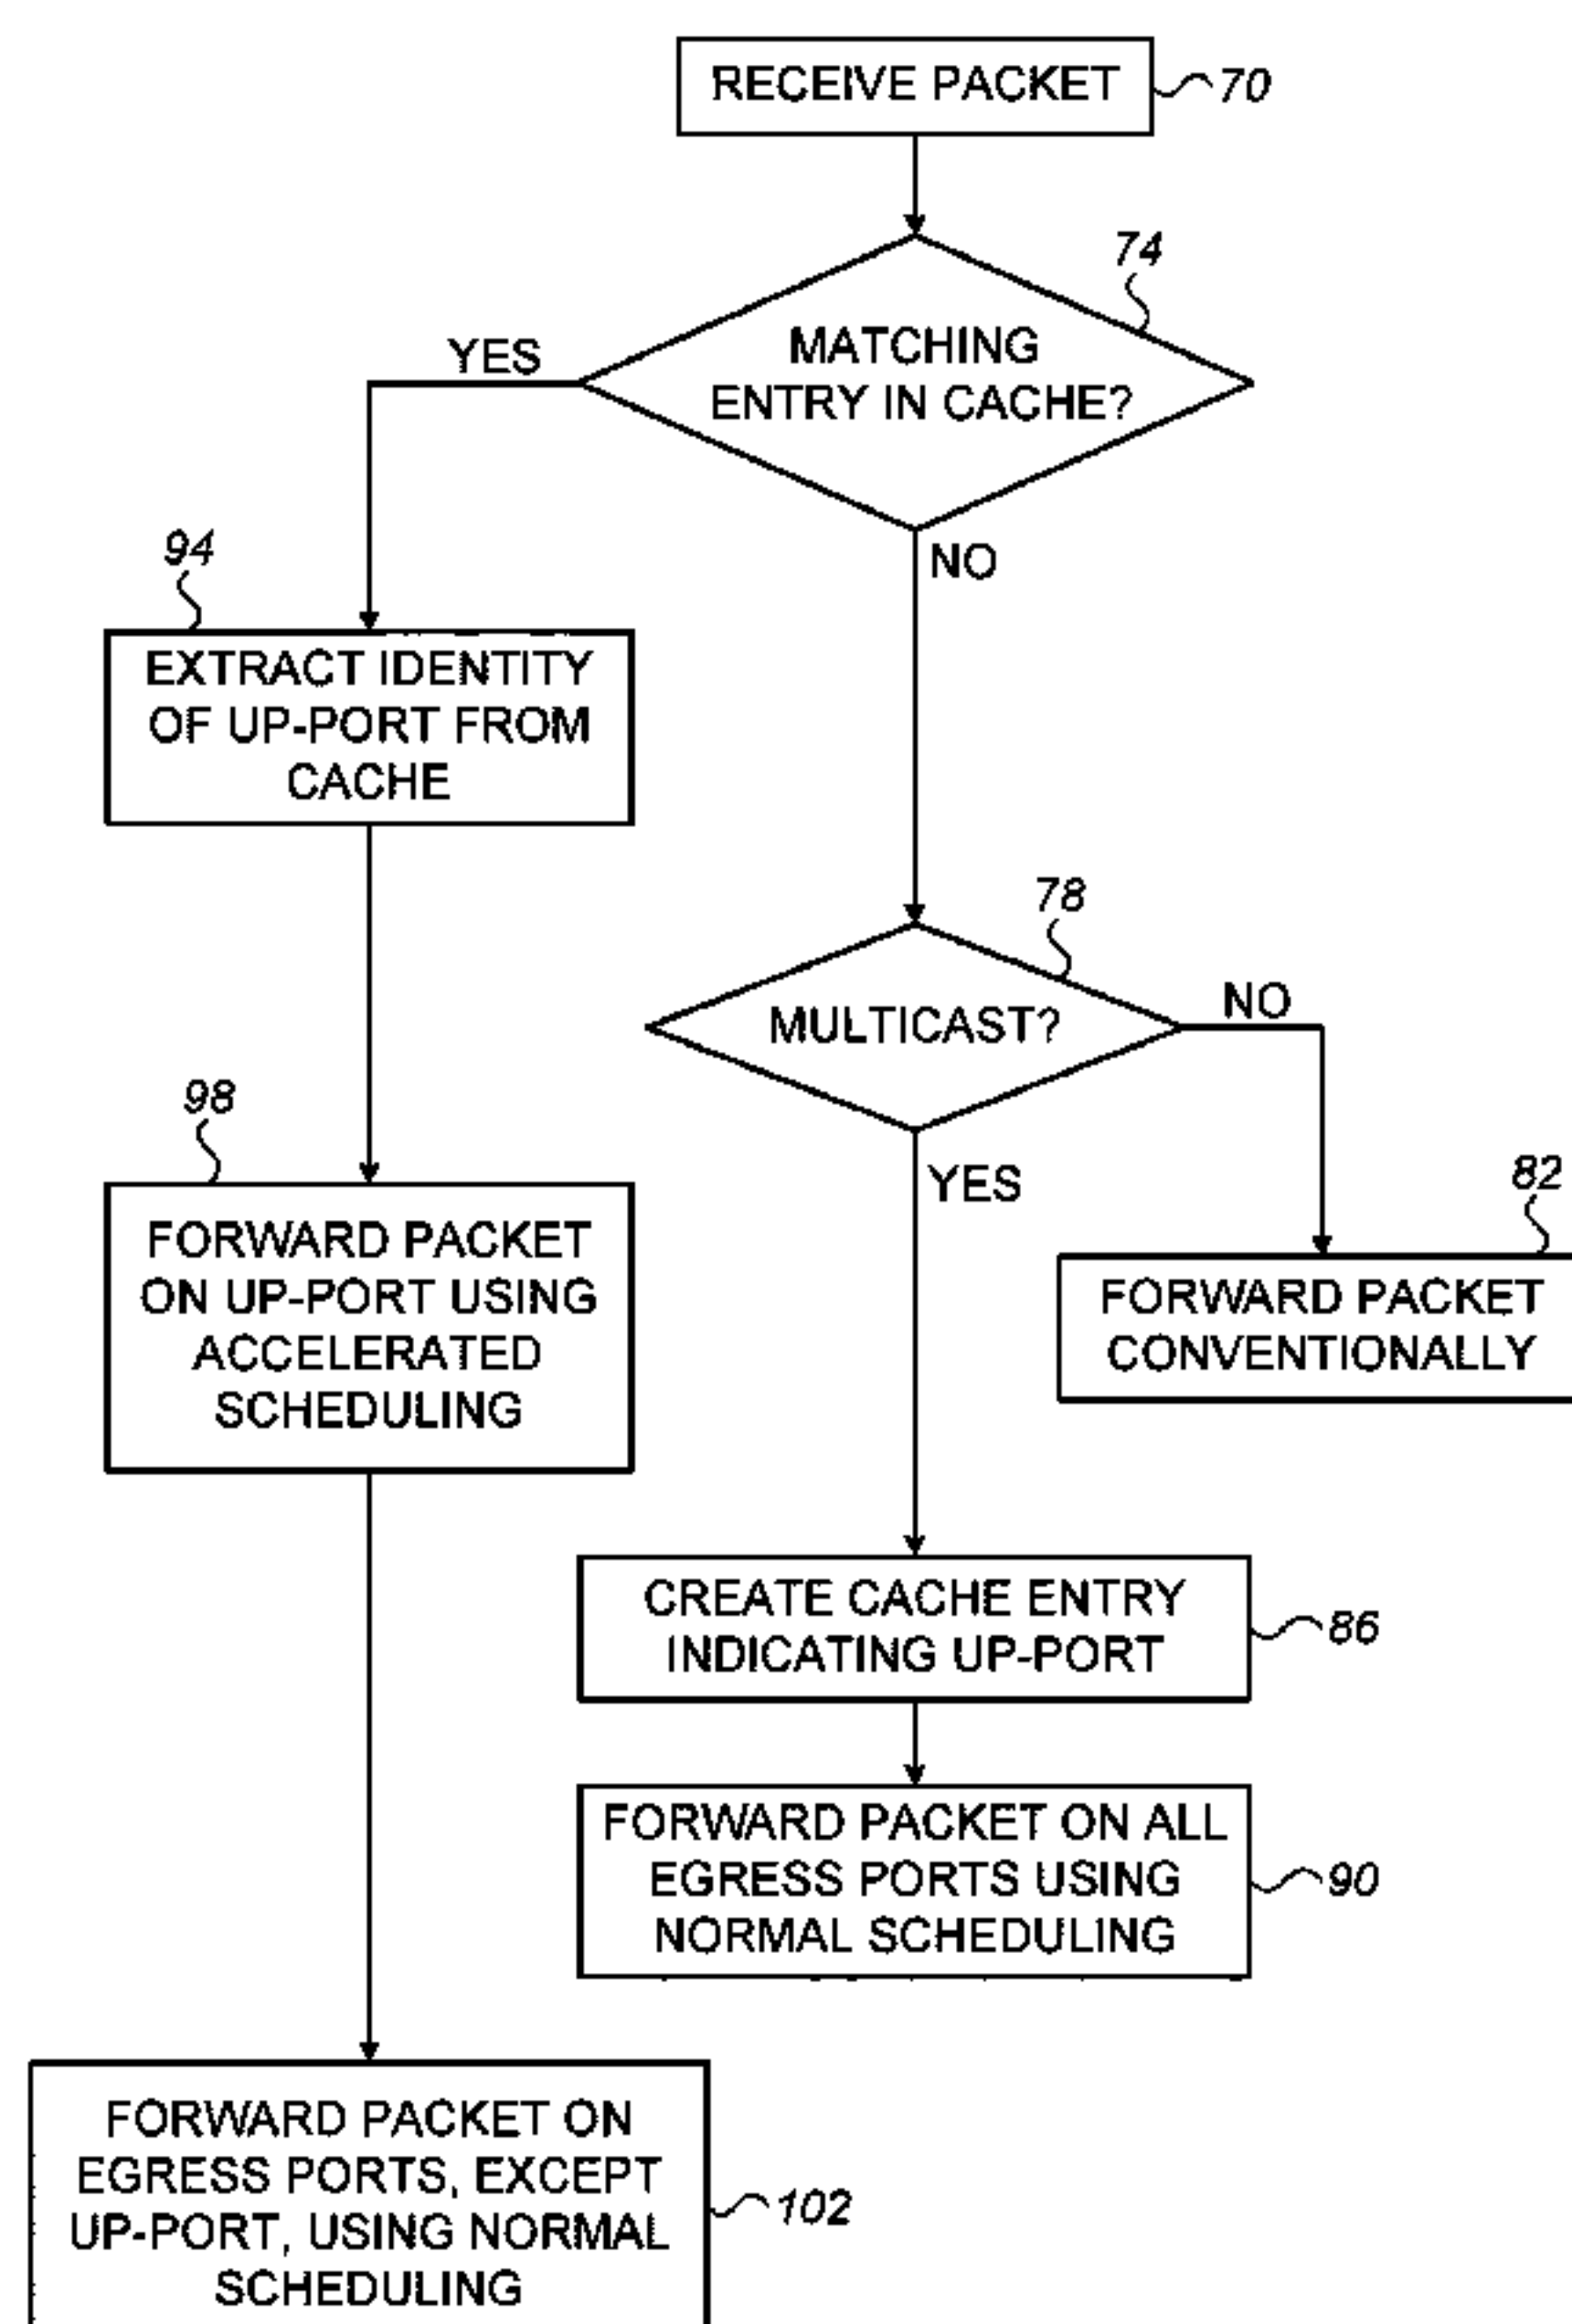 RECEIVE PACKET
70
74
MATCHING
ENTRY IN CACHE?
YES
NO
94
EXTRACT IDENTITY
OF UP-PORT FROM
CACHE
78
MULTICAST?
NO
YES
98
FORWARD PACKET
ON UP-PORT USING
ACCELERATED
SCHEDULING
82
FORWARD PACKET
CONVENTIONALLY
CREATE CACHE ENTRY
INDICATING UP-PORT
86
FORWARD PACKET ON ALL
EGRESS PORTS USING
NORMAL SCHEDULING
90
FORWARD PACKET ON
EGRESS PORTS, EXCEPT
UP-PORT, USING NORMAL
SCHEDULING
102